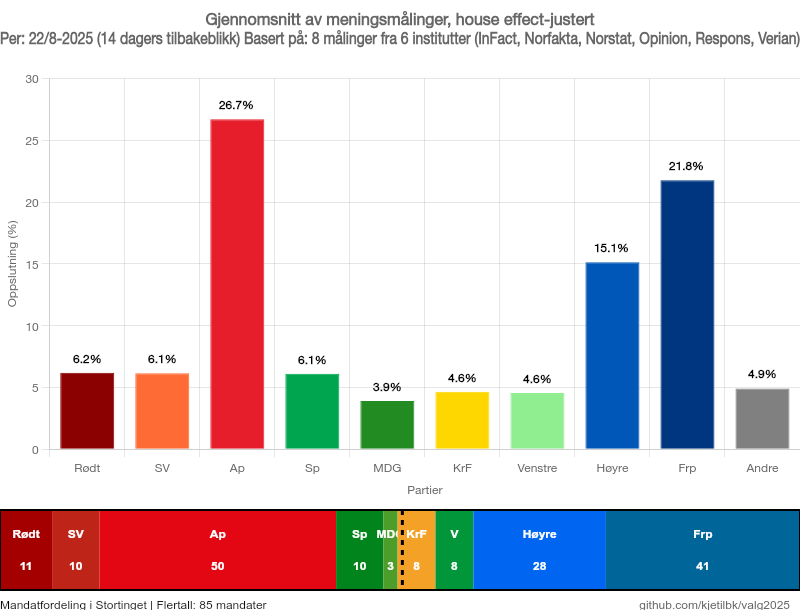 Gjennomsnitt av meningsmålinger, house effect-justert
Per: 22/8-2025 (14 dagers tilbakeblikk) Basert på: 8 målinger fra 6 institutter (InFact, Norfakta, Norstat, Opinion, Respons, Verian)
Oppslutning (%)
30
25
20
15
10
5
0
6.2%
6.1%
26.7%
6.1%
3.9%
4.6%
4.6%
15.1%
21.8%
4.9%
Rødt SV Ap Sp MDG KrF Venstre Høyre Frp Andre
Partier
Rødt SV Ap Sp MDG KrF V Høyre Frp
11 10 50 10 3 8 8 28 41
Mandatfordeling i Stortinget | Flertall: 85 mandater
github.com/kjetilbk/valg2025